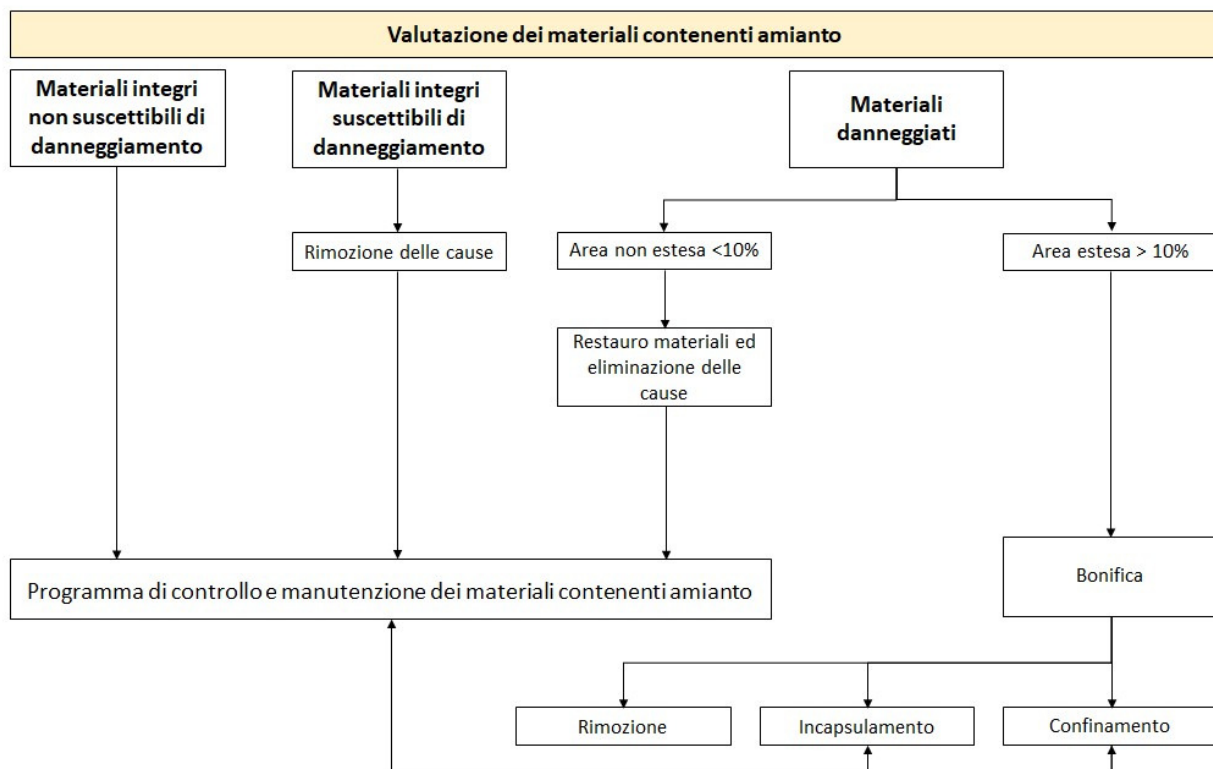 Valutazione dei materiali contenenti amianto
Materiali integri
non suscettibili di
danneggiamento
Materiali integri
suscettibili di
danneggiamento
Materiali
danneggiati
Rimozione delle cause
Area non estesa <10%
Area estesa > 10%
Restauro materiali ed
eliminazione delle
cause
Programma di controllo e manutenzione dei materiali contenenti amianto
Bonifica
Rimozione
Incapsulamento
Confinamento